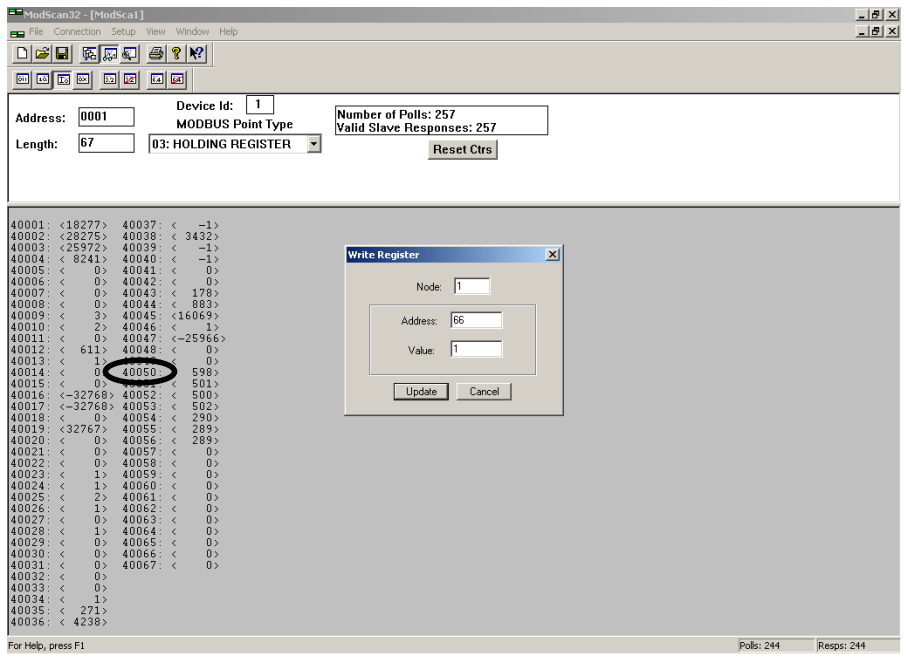 ModScan32 - [ModSca1]
File Connection Setup View Window Help
Address: 0001
Device Id: 1
MODBUS Point Type
Length: 67
03: HOLDING REGISTER
Number of Polls: 257
Valid Slave Responses: 257
Reset Ctrs
40001: <18277> 40037: < -1>
40002: <28275> 40038: < 3432>
40003: <25972> 40039: < -1>
40004: < 8241> 40040: < -1>
40005: < 0> 40041: < 0>
40006: < 0> 40042: < 0>
40007: < 0> 40043: < 178>
40008: < 0> 40044: < 883>
40009: < 3> 40045: <16069>
40010: < 2> 40046: < 1>
40011: < 0> 40047: <-25966>
40012: < 611> 40048: < 0>
40013: < 1> < 0>
40014: < 0 40050: < 598>
40015: < 0> < 501>
40016: <-32768> 40052: < 500>
40017: <-32768> 40053: < 502>
40018: < 0> 40054: < 290>
40019: <32767> 40055: < 289>
40020: < 0> 40056: < 289>
40021: < 0> 40057: < 0>
40022: < 0> 40058: < 0>
40023: < 1> 40059: < 0>
40024: < 1> 40060: < 0>
40025: < 2> 40061: < 0>
40026: < 1> 40062: < 0>
40027: < 0> 40063: < 0>
40028: < 1> 40064: < 0>
40029: < 0> 40065: < 0>
40030: < 0> 40066: < 0>
40031: < 0> 40067: < 0>
40032: < 0>
40033: < 0>
40034: < 1>
40035: < 271>
40036: < 4238>
Write Register
Node: 1
Address: 66
Value: 1
Update Cancel
For Help, press F1
Polls: 244 Resps: 244